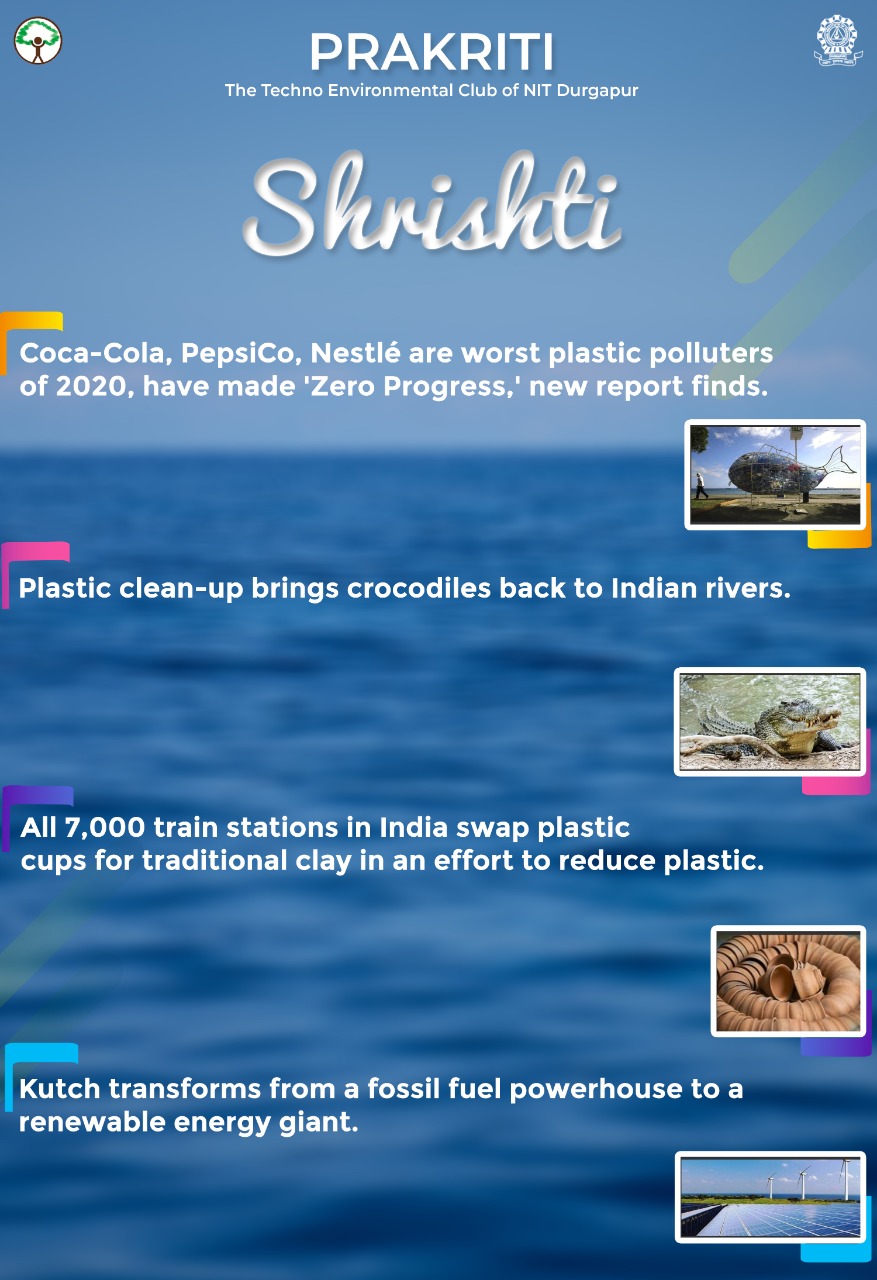 PRAKRITI
The Techno Environmental Club of NIT Durgapur
Shrishti
Coca-Cola, PepsiCo, Nestlé are worst plastic polluters
of 2020, have made 'Zero Progress,' new report finds.
Plastic clean-up brings crocodiles back to Indian rivers.
All 7,000 train stations in India swap plastic
cups for traditional clay in an effort to reduce plastic.
Kutch transforms from a fossil fuel powerhouse to a
renewable energy giant.